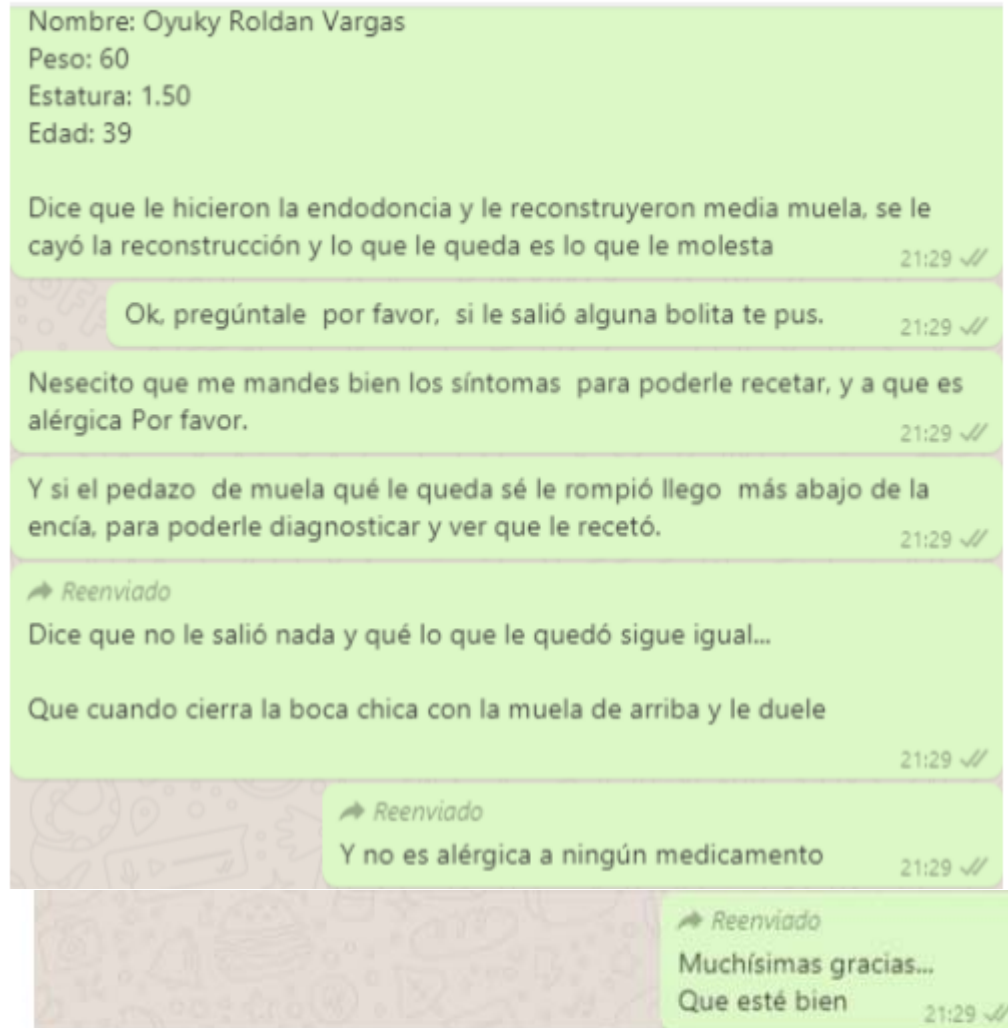 Nombre: Oyuky Roldan Vargas
Peso: 60
Estatura: 1.50
Edad: 39
Dice que le hicieron la endodoncia y le reconstruyeron media muela, se le
cayó la reconstrucción y lo que le queda es lo que le molesta
21:29
Ok, pregúntale  por favor,  si le salió alguna bolita te pus.
21:29
Nesecito que me mandes bien los síntomas  para poderle recetar, y a que es
alérgica Por favor.
21:29
Y si el pedazo  de muela qué le queda sé le rompió llego  más abajo de la
encía, para poderle diagnosticar y ver que le recetó.
21:29
Reenviado
Dice que no le salió nada y qué lo que le quedó sigue igual...
Que cuando cierra la boca chica con la muela de arriba y le duele
21:29
Reenviado
Y no es alérgica a ningún medicamento
21:29
Reenviado
Muchísimas gracias...
Que esté bien
21:29